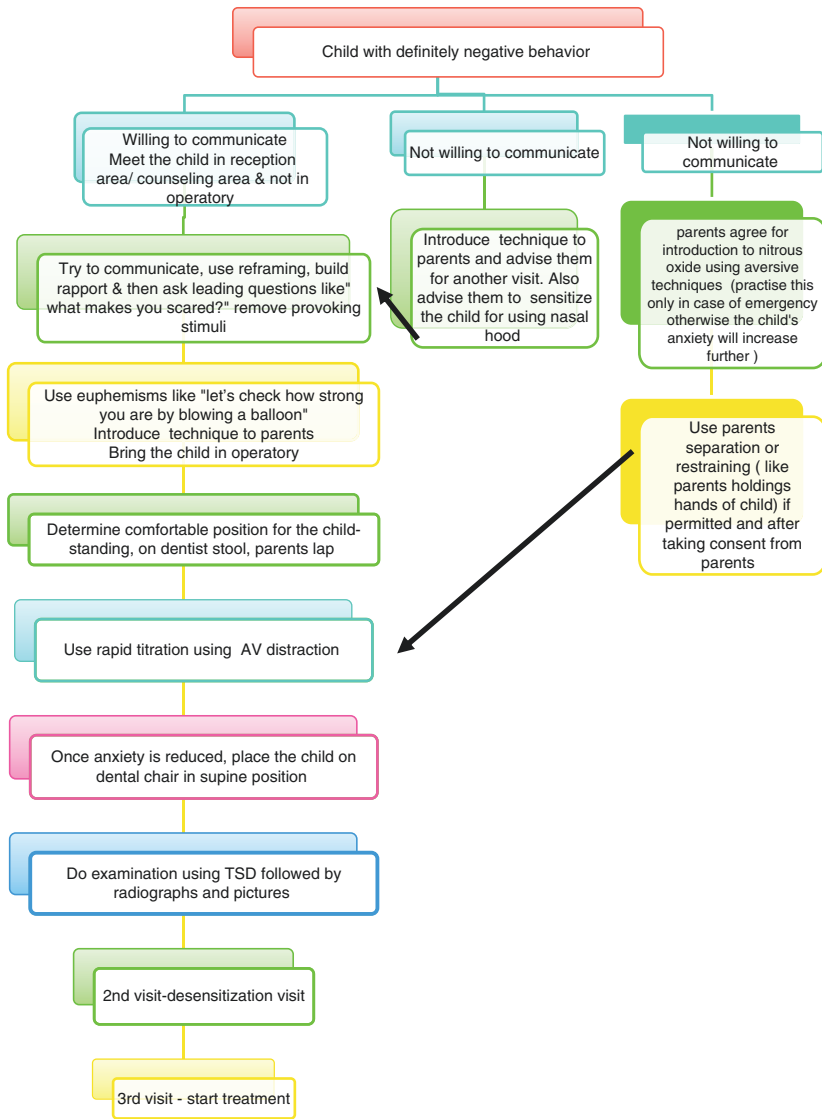 Child with definitely negative behavior
Willing to communicate
Meet the child in reception
area/ counseling area & not in
operatory
Try to communicate, use reframing, build
rapport & then ask leading questions like"
what makes you scared?" remove provoking
stimuli
Use euphemisms like "let's check how strong
you are by blowing a balloon"
Introduce technique to parents
Bring the child in operatory
Determine comfortable position for the child-
standing, on dentist stool, parents lap
Use rapid titration using AV distraction
Once anxiety is reduced, place the child on
dental chair in supine position
Do examination using TSD followed by
radiographs and pictures
2nd visit-desensitization visit
3rd visit - start treatment
Not willing to communicate
Introduce technique to
parents and advise them
for another visit. Also
advise them to sensitize
the child for using nasal
hood
Not willing to
communicate
parents agree for
introduction to nitrous
oxide using aversive
techniques (practise this
only in case of emergency
otherwise the child's
anxiety will increase
further )
Use parents
separation or
restraining ( like
parents holdings
hands of child) if
permitted and after
taking consent from
parents